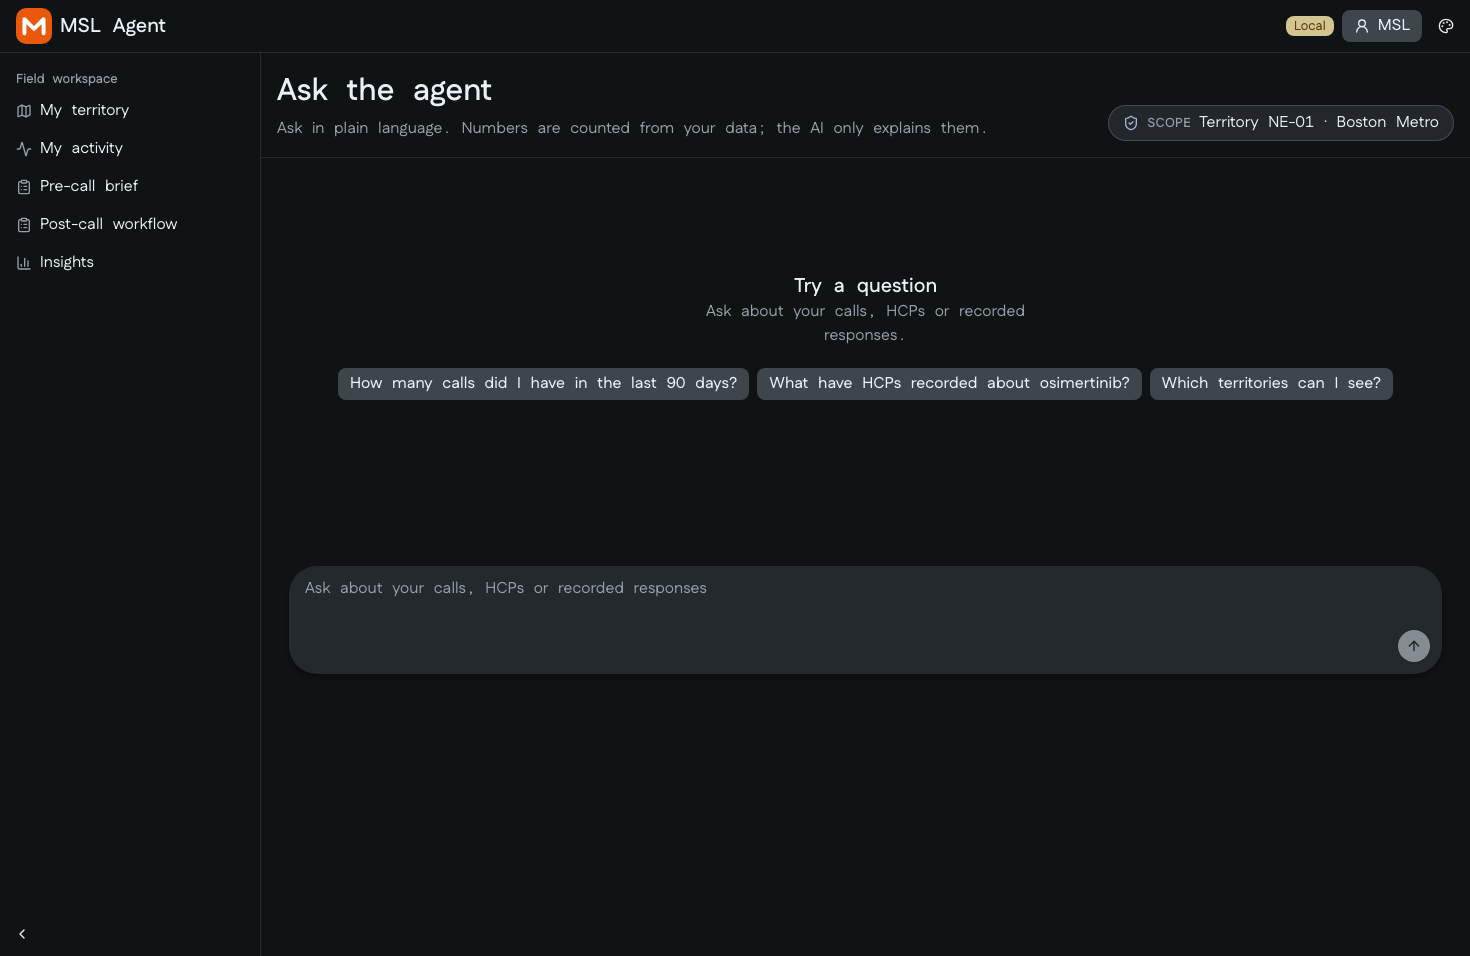 MSL Agent
Local
MSL
Field workspace
My territory
My activity
Pre-call brief
Post-call workflow
Insights
Ask the agent
Ask in plain language. Numbers are counted from your data; the AI only explains them.
SCOPE Territory NE-01 · Boston Metro
Try a question
Ask about your calls, HCPs or recorded
responses.
How many calls did I have in the last 90 days?
What have HCPs recorded about osimertinib?
Which territories can I see?
Ask about your calls, HCPs or recorded responses